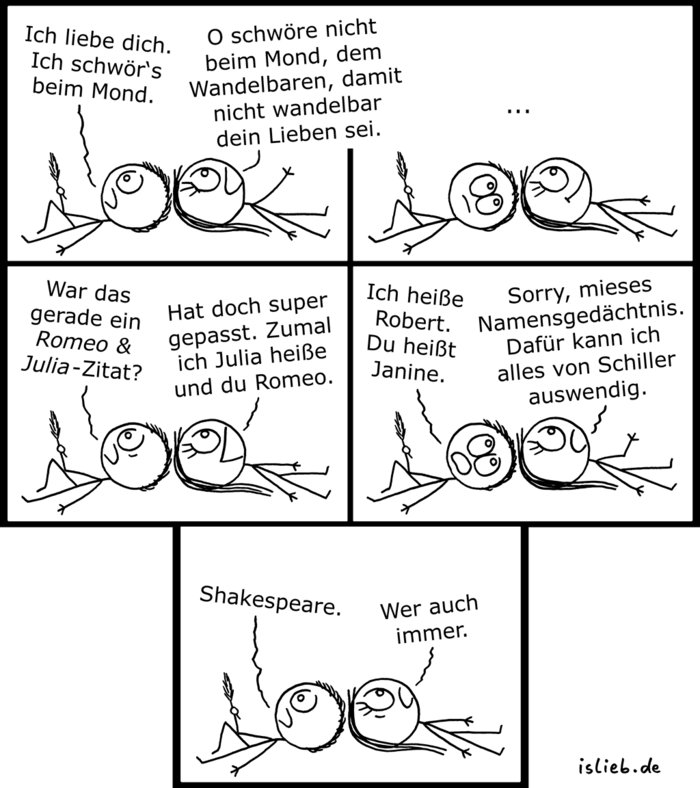 Ich liebe dich.
Ich schwör's
beim Mond.
O schwöre nicht
beim Mond, dem
Wandelbaren, damit
nicht wandelbar
dein Lieben sei.
...
War das
gerade ein
Romeo &
Julia-Zitat?
Hat doch super
gepasst. Zumal
ich Julia heiße
und du Romeo.
Ich heiße
Robert.
Du heißt
Janine.
Sorry, mieses
Namensgedächtnis.
Dafür kann ich
alles von Schiller
auswendig.
Shakespeare.
Wer auch
immer.
islieb.de